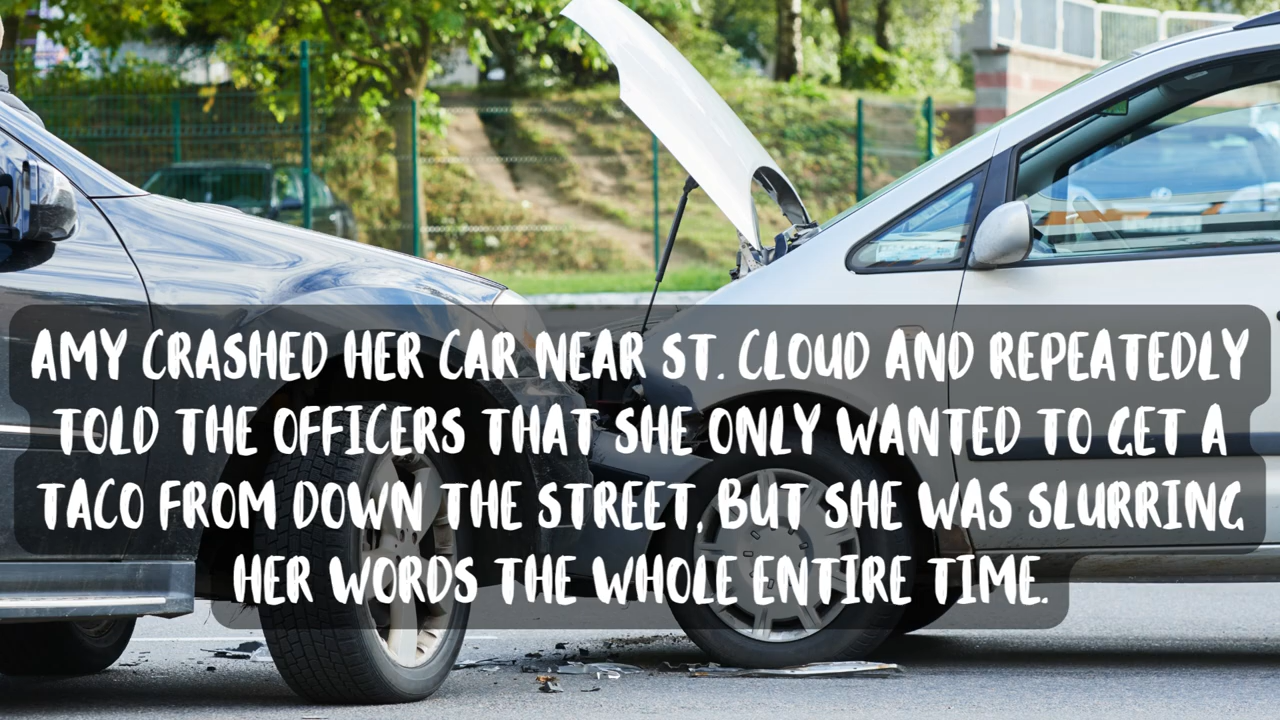 AMY CRASHED HER CAR NEAR ST. CLOUD AND REPEATEDLY
TOLD THE OFFICERS THAT SHE ONLY WANTED TO GET A
TACO FROM DOWN THE STREET, BUT SHE WAS SLURRING
HER WORDS THE WHOLE ENTIRE TIME.